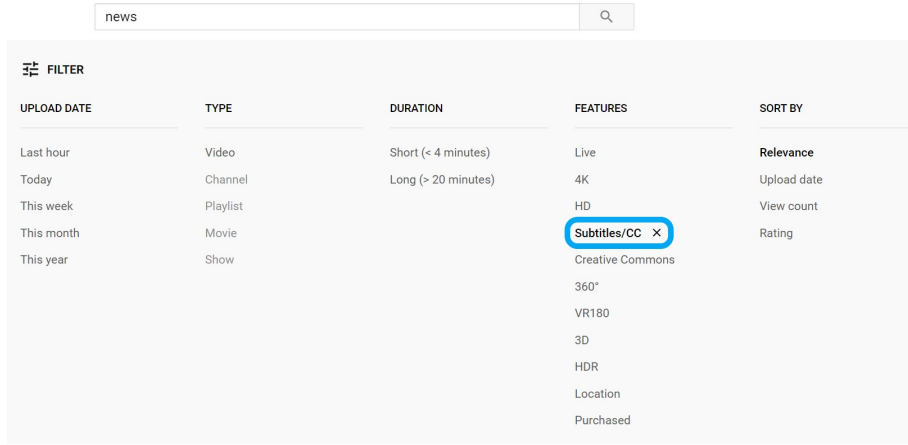 news
FILTER
UPLOAD DATE
Last hour
Today
This week
This month
This year
TYPE
Video
Channel
Playlist
Movie
Show
DURATION
Short (< 4 minutes)
Long (> 20 minutes)
FEATURES
Live
4K
HD
Subtitles/CC ×
Creative Commons
360°
VR180
3D
HDR
Location
Purchased
SORT BY
Relevance
Upload date
View count
Rating